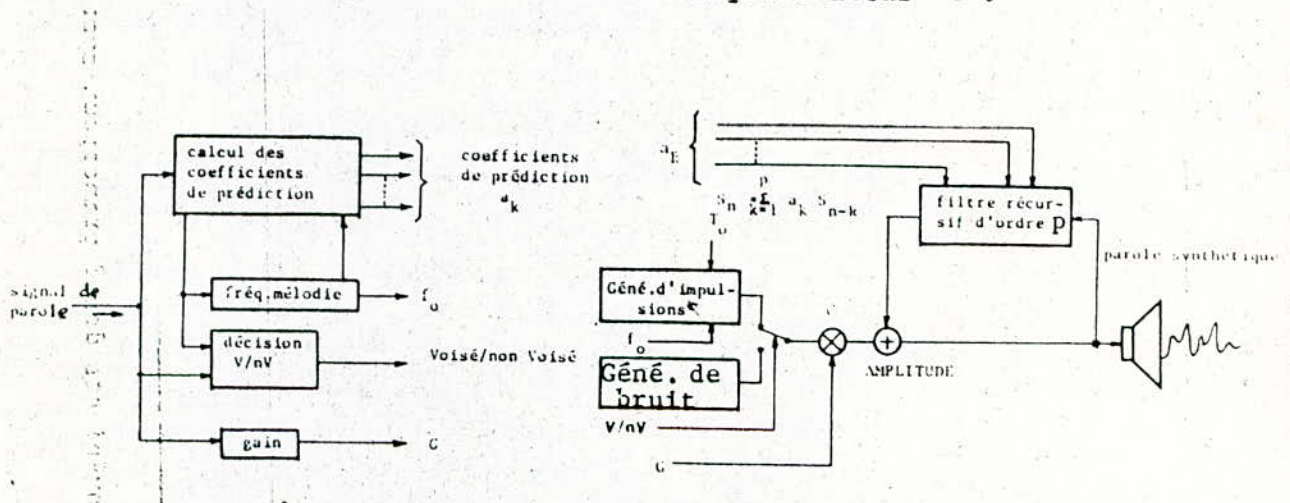 calcul des
coefficients
de prédiction
coefficients
de prédiction
a_k
signal de
parole
fréq.mélodie
f_o
décision
V/nV
Voisé/non Voisé
gain
G
a_k
p
S_n = Σ a_k S_n-k
k=1
T_o
filtre récur-
sif d'ordre p
parole synthétique
Géné.d'impul-
sions
f_o
Géné. de
bruit
AMPLITUDE
V/nV
G